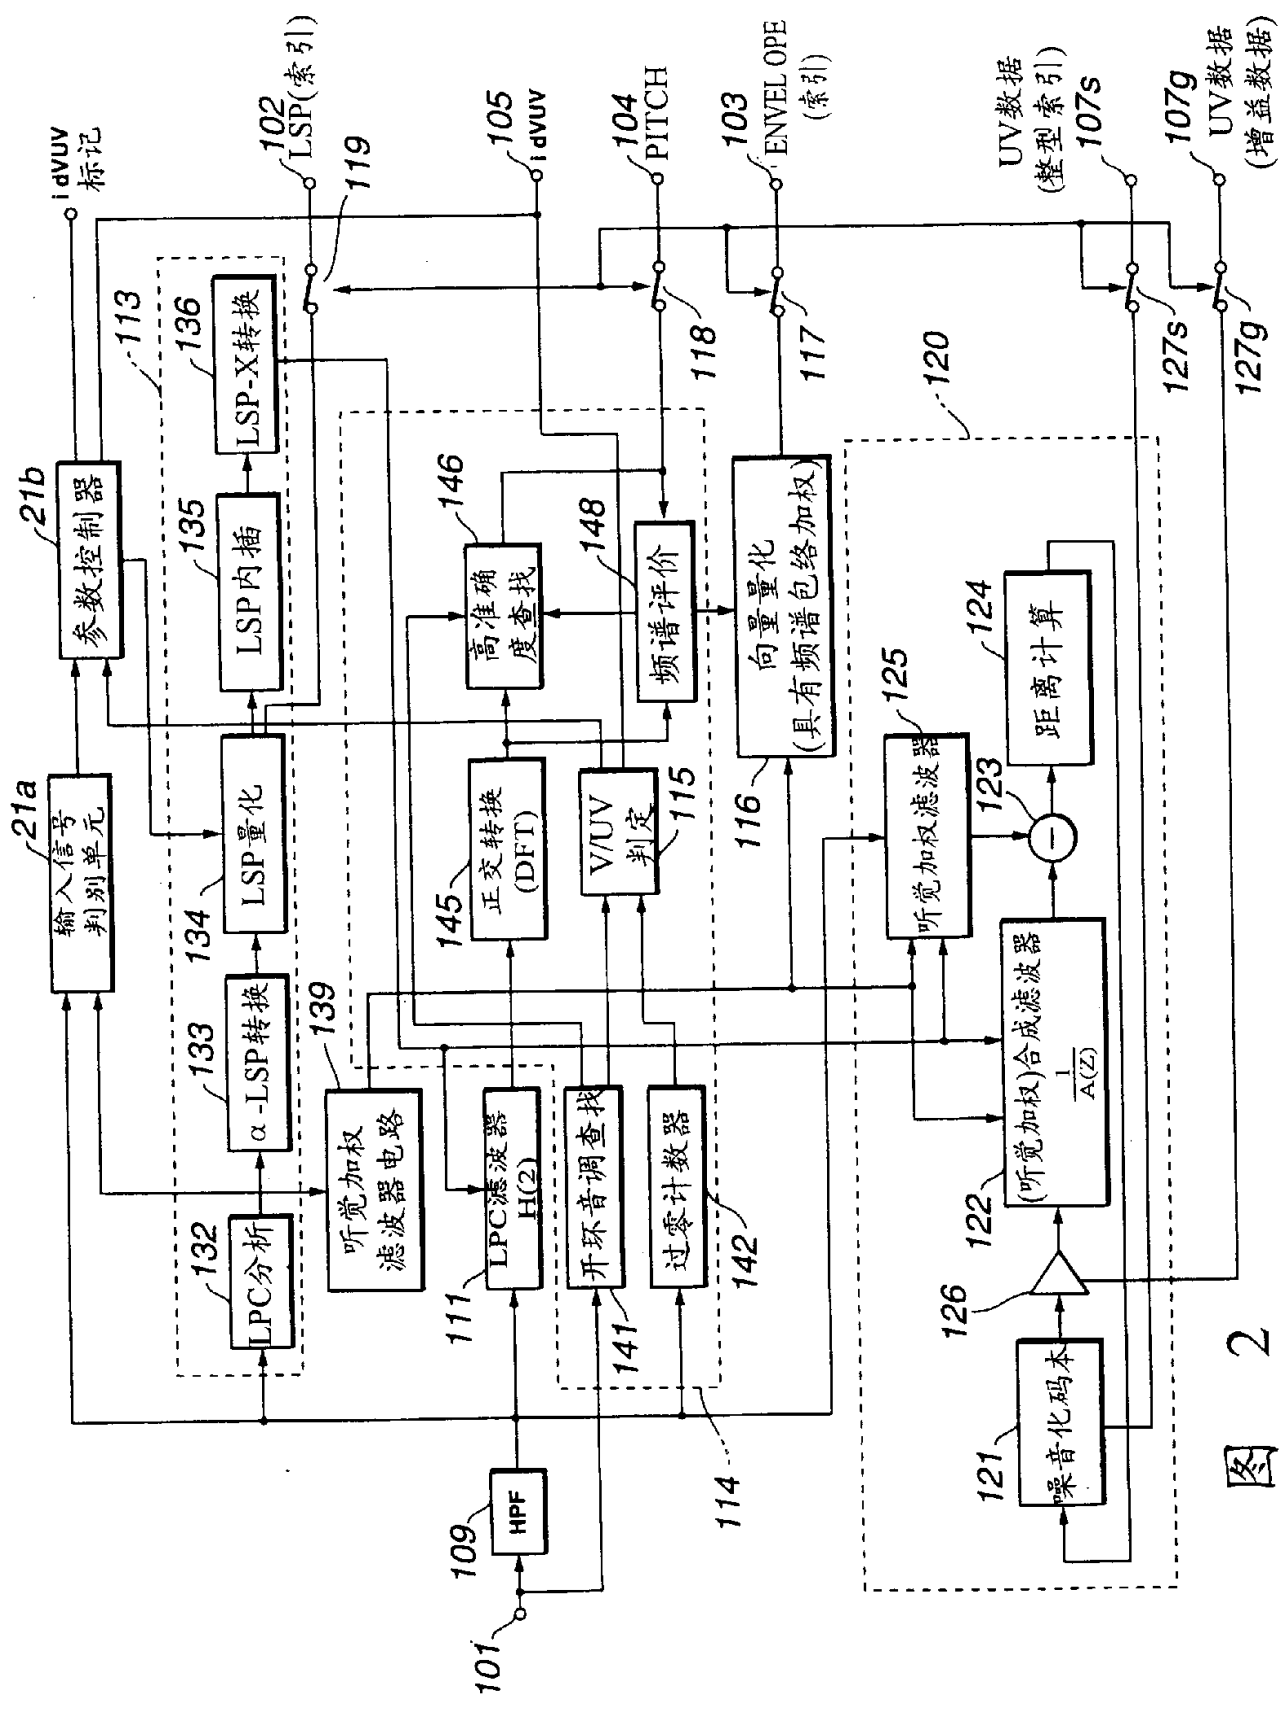 idVUV
标记
102
LSP(索引)
119
105
idVUV
104
PITCH
103
ENVEL OPE
(索引)
UV数据
(整型索引)
107s
107g
UV数据
(增益数据)
21b
参数控制器
113
136
LSP-X转换
135
LSP内插
146
高准确
度查找
148
频谱评价
118
117
127s
127g
120
向量量化
(具有频谱包络加权)
116
124
距离计算
125
听觉加权滤波器
123
21a
输入信号
判别单元
134
LSP量化
145
正交转换
(DFT)
V/UV
判定
115
133
α-LSP转换
139
听觉加权
滤波器电路
132
LPC分析
111
LPC滤波器
H(2)
141
开环音调查找
142
过零计数器
122
(听觉加权)合成滤波器
1
A(Z)
126
121
噪音化码本
114
109
HPF
101
图 2